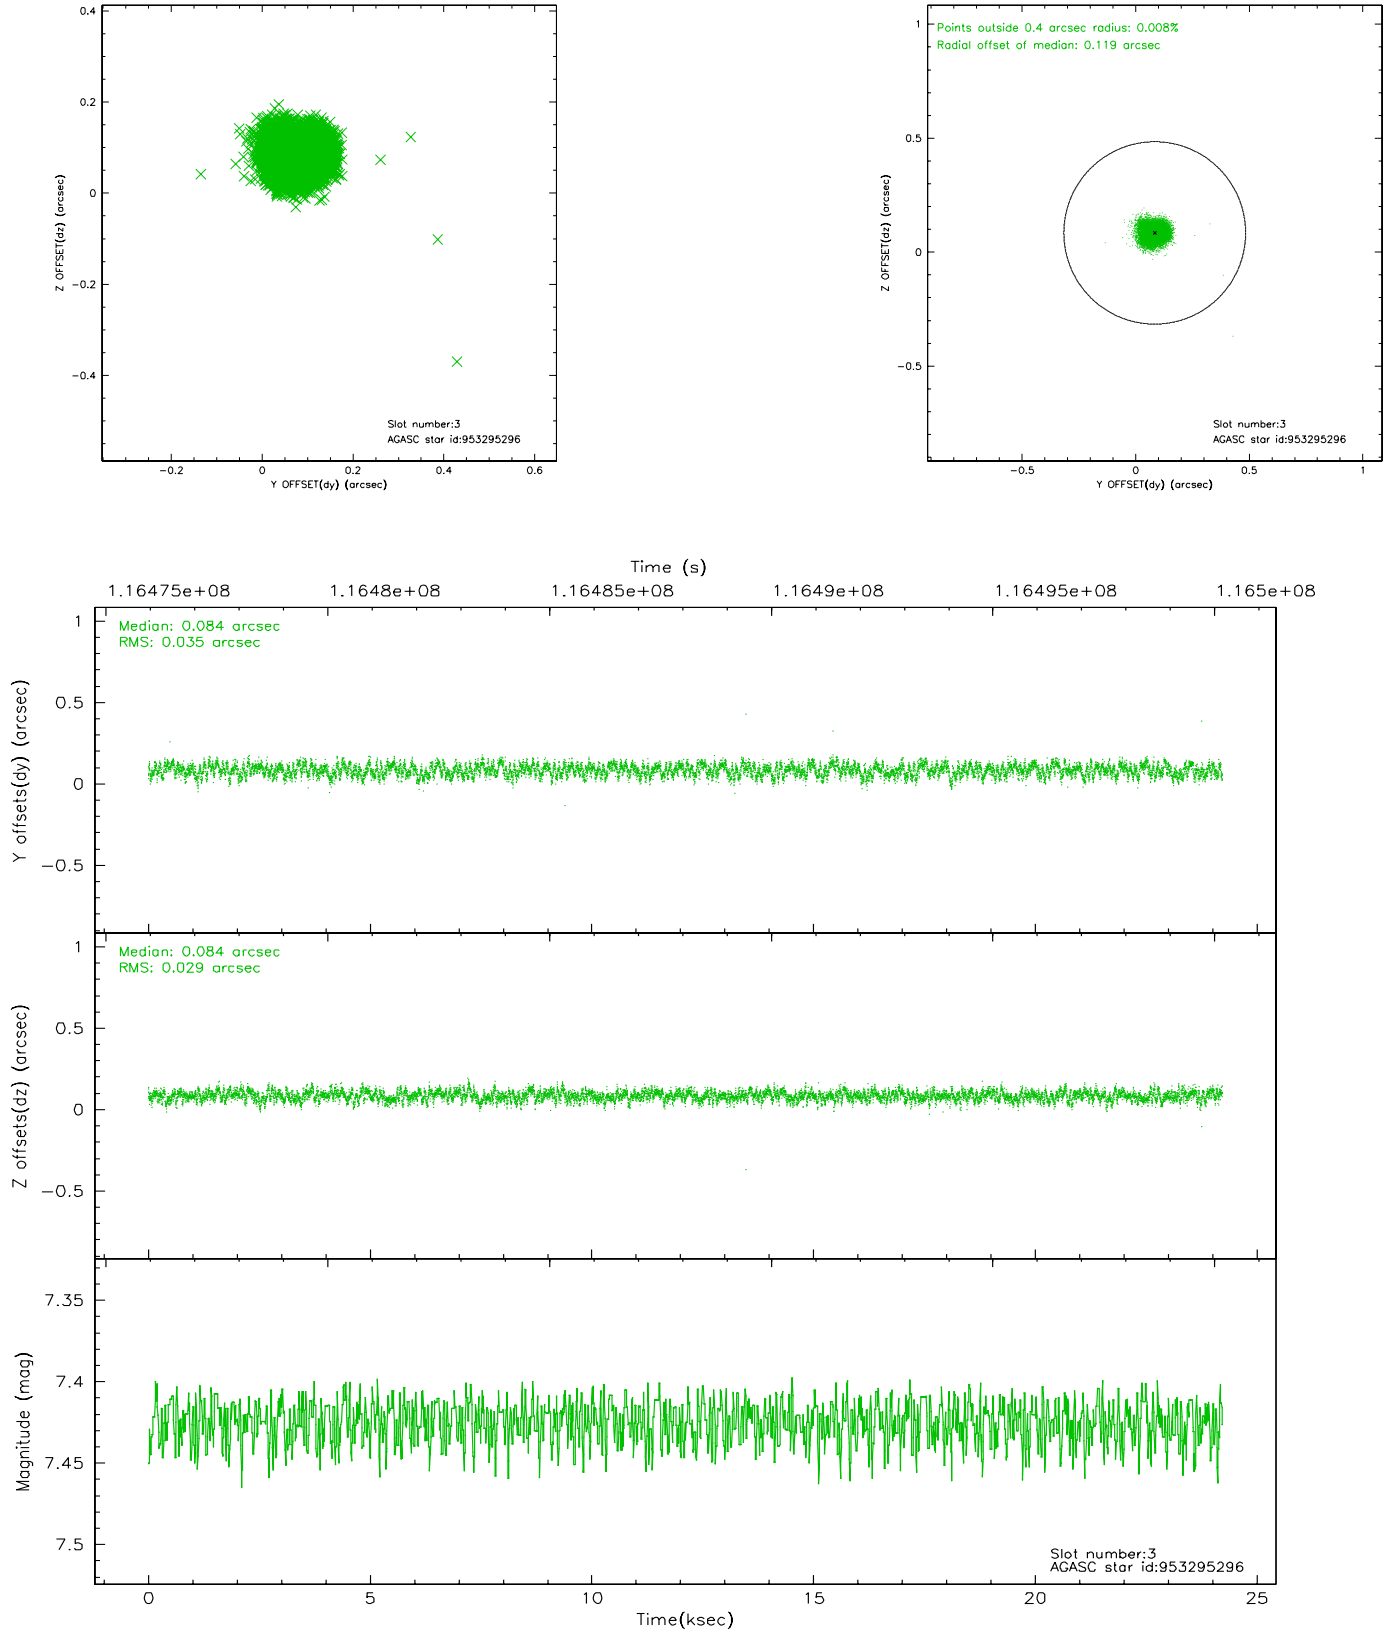 0.4
0.2
0
−0.2
−0.4
Z OFFSET(dz) (arcsec)
Slot number:3
AGASC star id:953295296
−0.2 0 0.2 0.4 0.6
Y OFFSET(dy) (arcsec)
Points outside 0.4 arcsec radius: 0.008%
Radial offset of median: 0.119 arcsec
1
0.5
0
−0.5
Z OFFSET(dz) (arcsec)
Slot number:3
AGASC star id:953295296
−0.5 0 0.5 1
Y OFFSET(dy) (arcsec)
Time (s)
1.16475e+08 1.1648e+08 1.16485e+08 1.1649e+08 1.16495e+08 1.165e+08
Median: 0.084 arcsec
RMS: 0.035 arcsec
1
0.5
0
−0.5
Y offsets(dy) (arcsec)
Median: 0.084 arcsec
RMS: 0.029 arcsec
1
0.5
0
−0.5
Z offsets(dz) (arcsec)
7.35
7.4
7.45
7.5
Magnitude (mag)
Slot number:3
AGASC star id:953295296
0 5 10 15 20 25
Time(ksec)